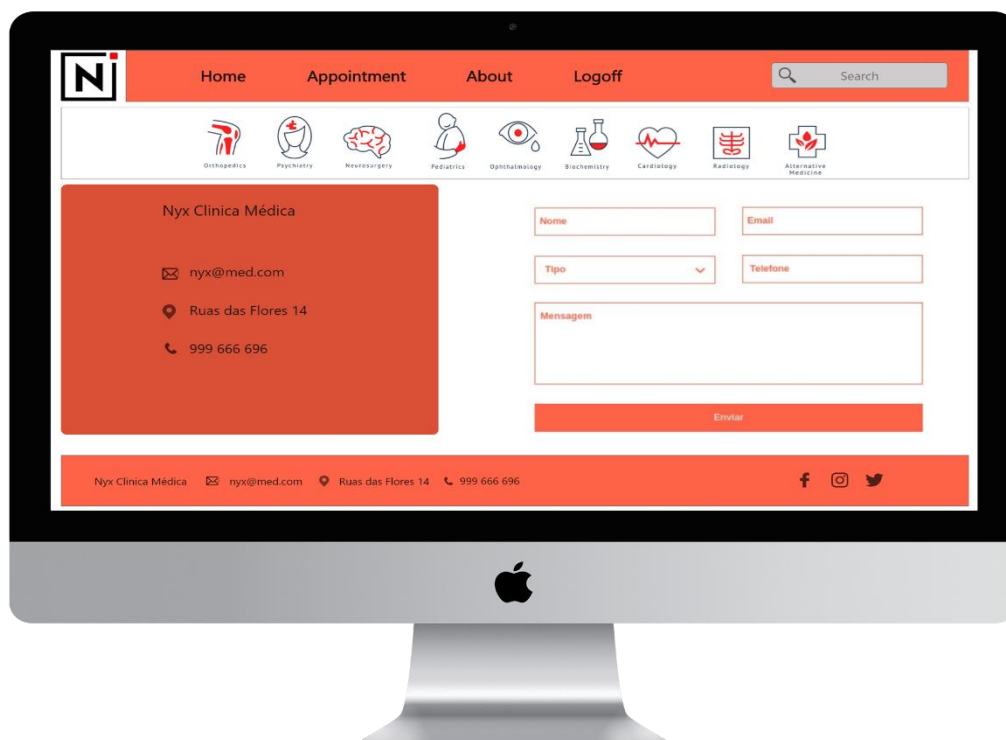 N
Home Appointment About Logoff Search
Orthopedics Psychiatry Neurosurgery Pediatrics Ophthalmology Biochemistry Cardiology Radiology Alternative
Medicine
Nyx Clinica Médica
nyx@med.com
Ruas das Flores 14
999 666 696
Nome Email
Tipo Telefone
Mensagem
Enviar
Nyx Clinica Médica nyx@med.com Ruas das Flores 14 999 666 696